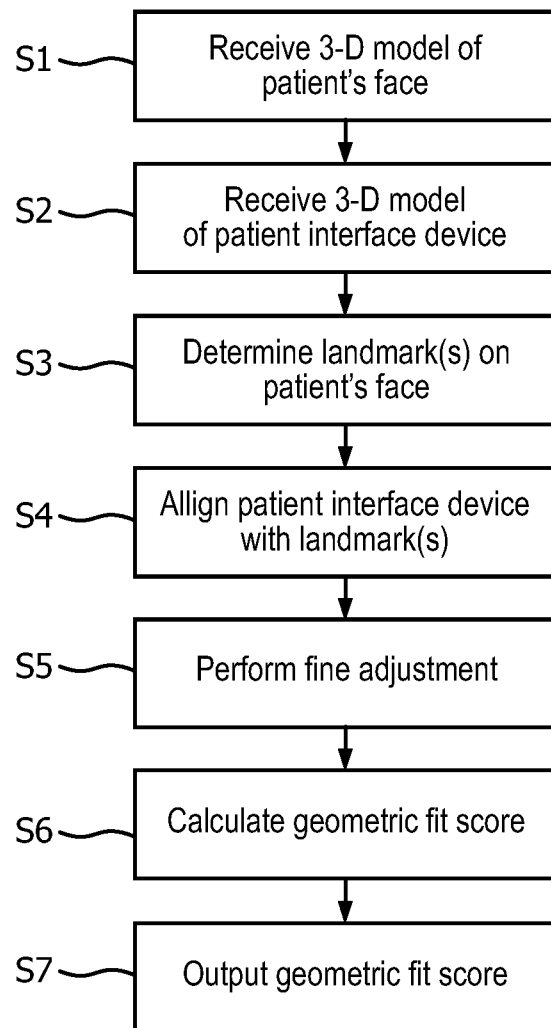 S1
Receive 3-D model of
patient's face
S2
Receive 3-D model
of patient interface device
S3
Determine landmark(s) on
patient's face
S4
Allign patient interface device
with landmark(s)
S5
Perform fine adjustment
S6
Calculate geometric fit score
S7
Output geometric fit score